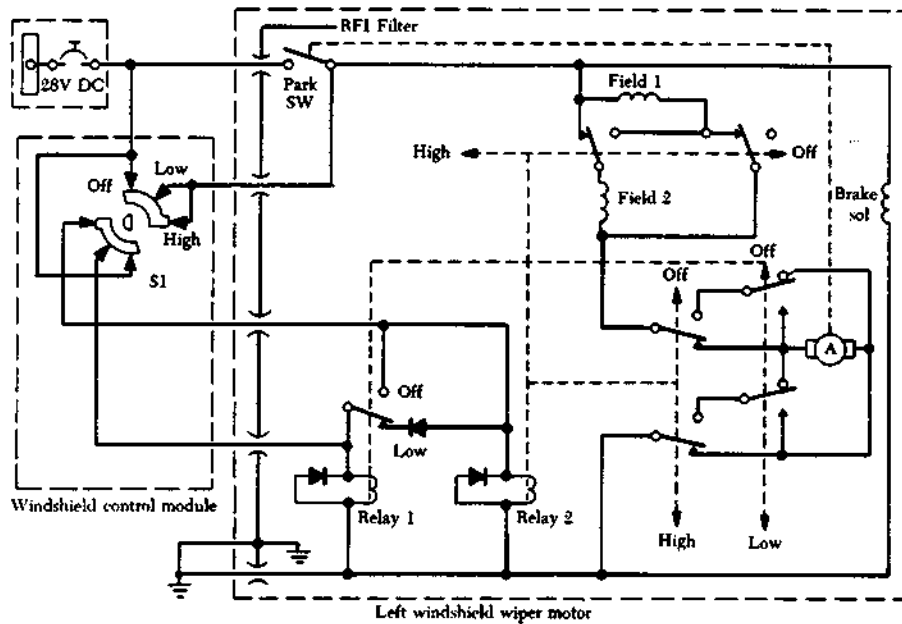 RFI Filter
28V DC
Park
SW
Field 1
Low
Off
High
Off
Field 2
Brake
sol
High
S1
Off
Off
A
Off
Low
Relay 1
Relay 2
High
Low
Windshield control module
Left windshield wiper motor